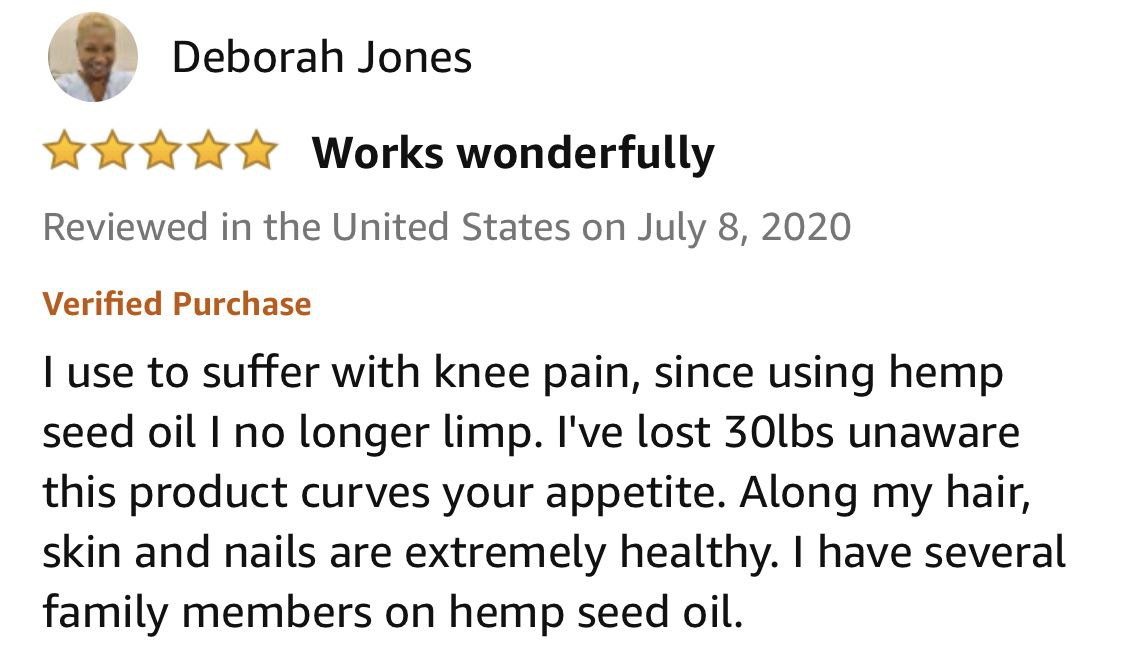 Deborah Jones
Works wonderfully
Reviewed in the United States on July 8, 2020
Verified Purchase
I use to suffer with knee pain, since using hemp
seed oil I no longer limp. I've lost 30lbs unaware
this product curves your appetite. Along my hair,
skin and nails are extremely healthy. I have several
family members on hemp seed oil.